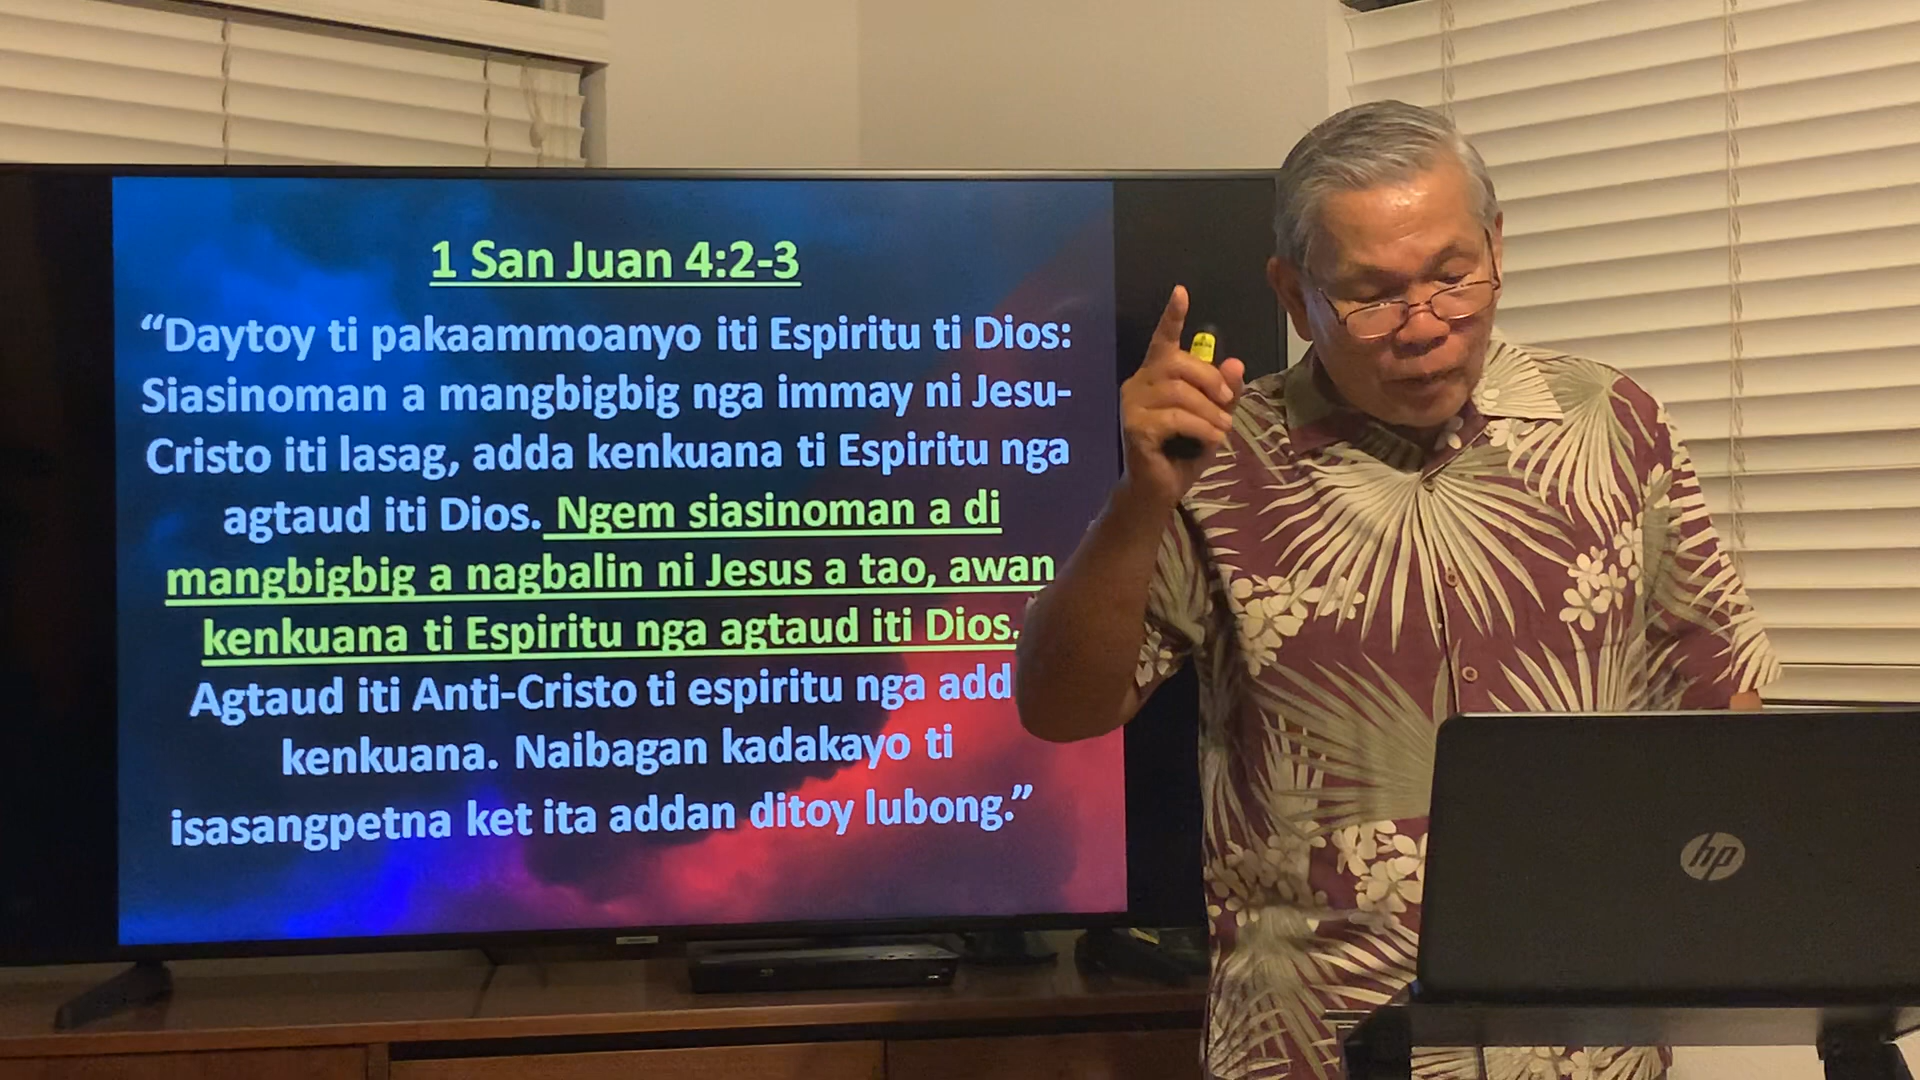 1 San Juan 4:2-3
“Daytoy ti pakaammoanyo iti Espiritu ti Dios:
Siasinoman a mangbigbig nga immay ni Jesu-
Cristo iti lasag, adda kenkuana ti Espiritu nga
agtaud iti Dios. Ngem siasinoman a di
mangbigbig a nagbalin ni Jesus a tao, awan
kenkuana ti Espiritu nga agtaud iti Dios.
Agtaud iti Anti-Cristo ti espiritu nga add
kenkuana. Naibagan kadakayo ti
isasangpetna ket ita addan ditoy lubong.”
hp